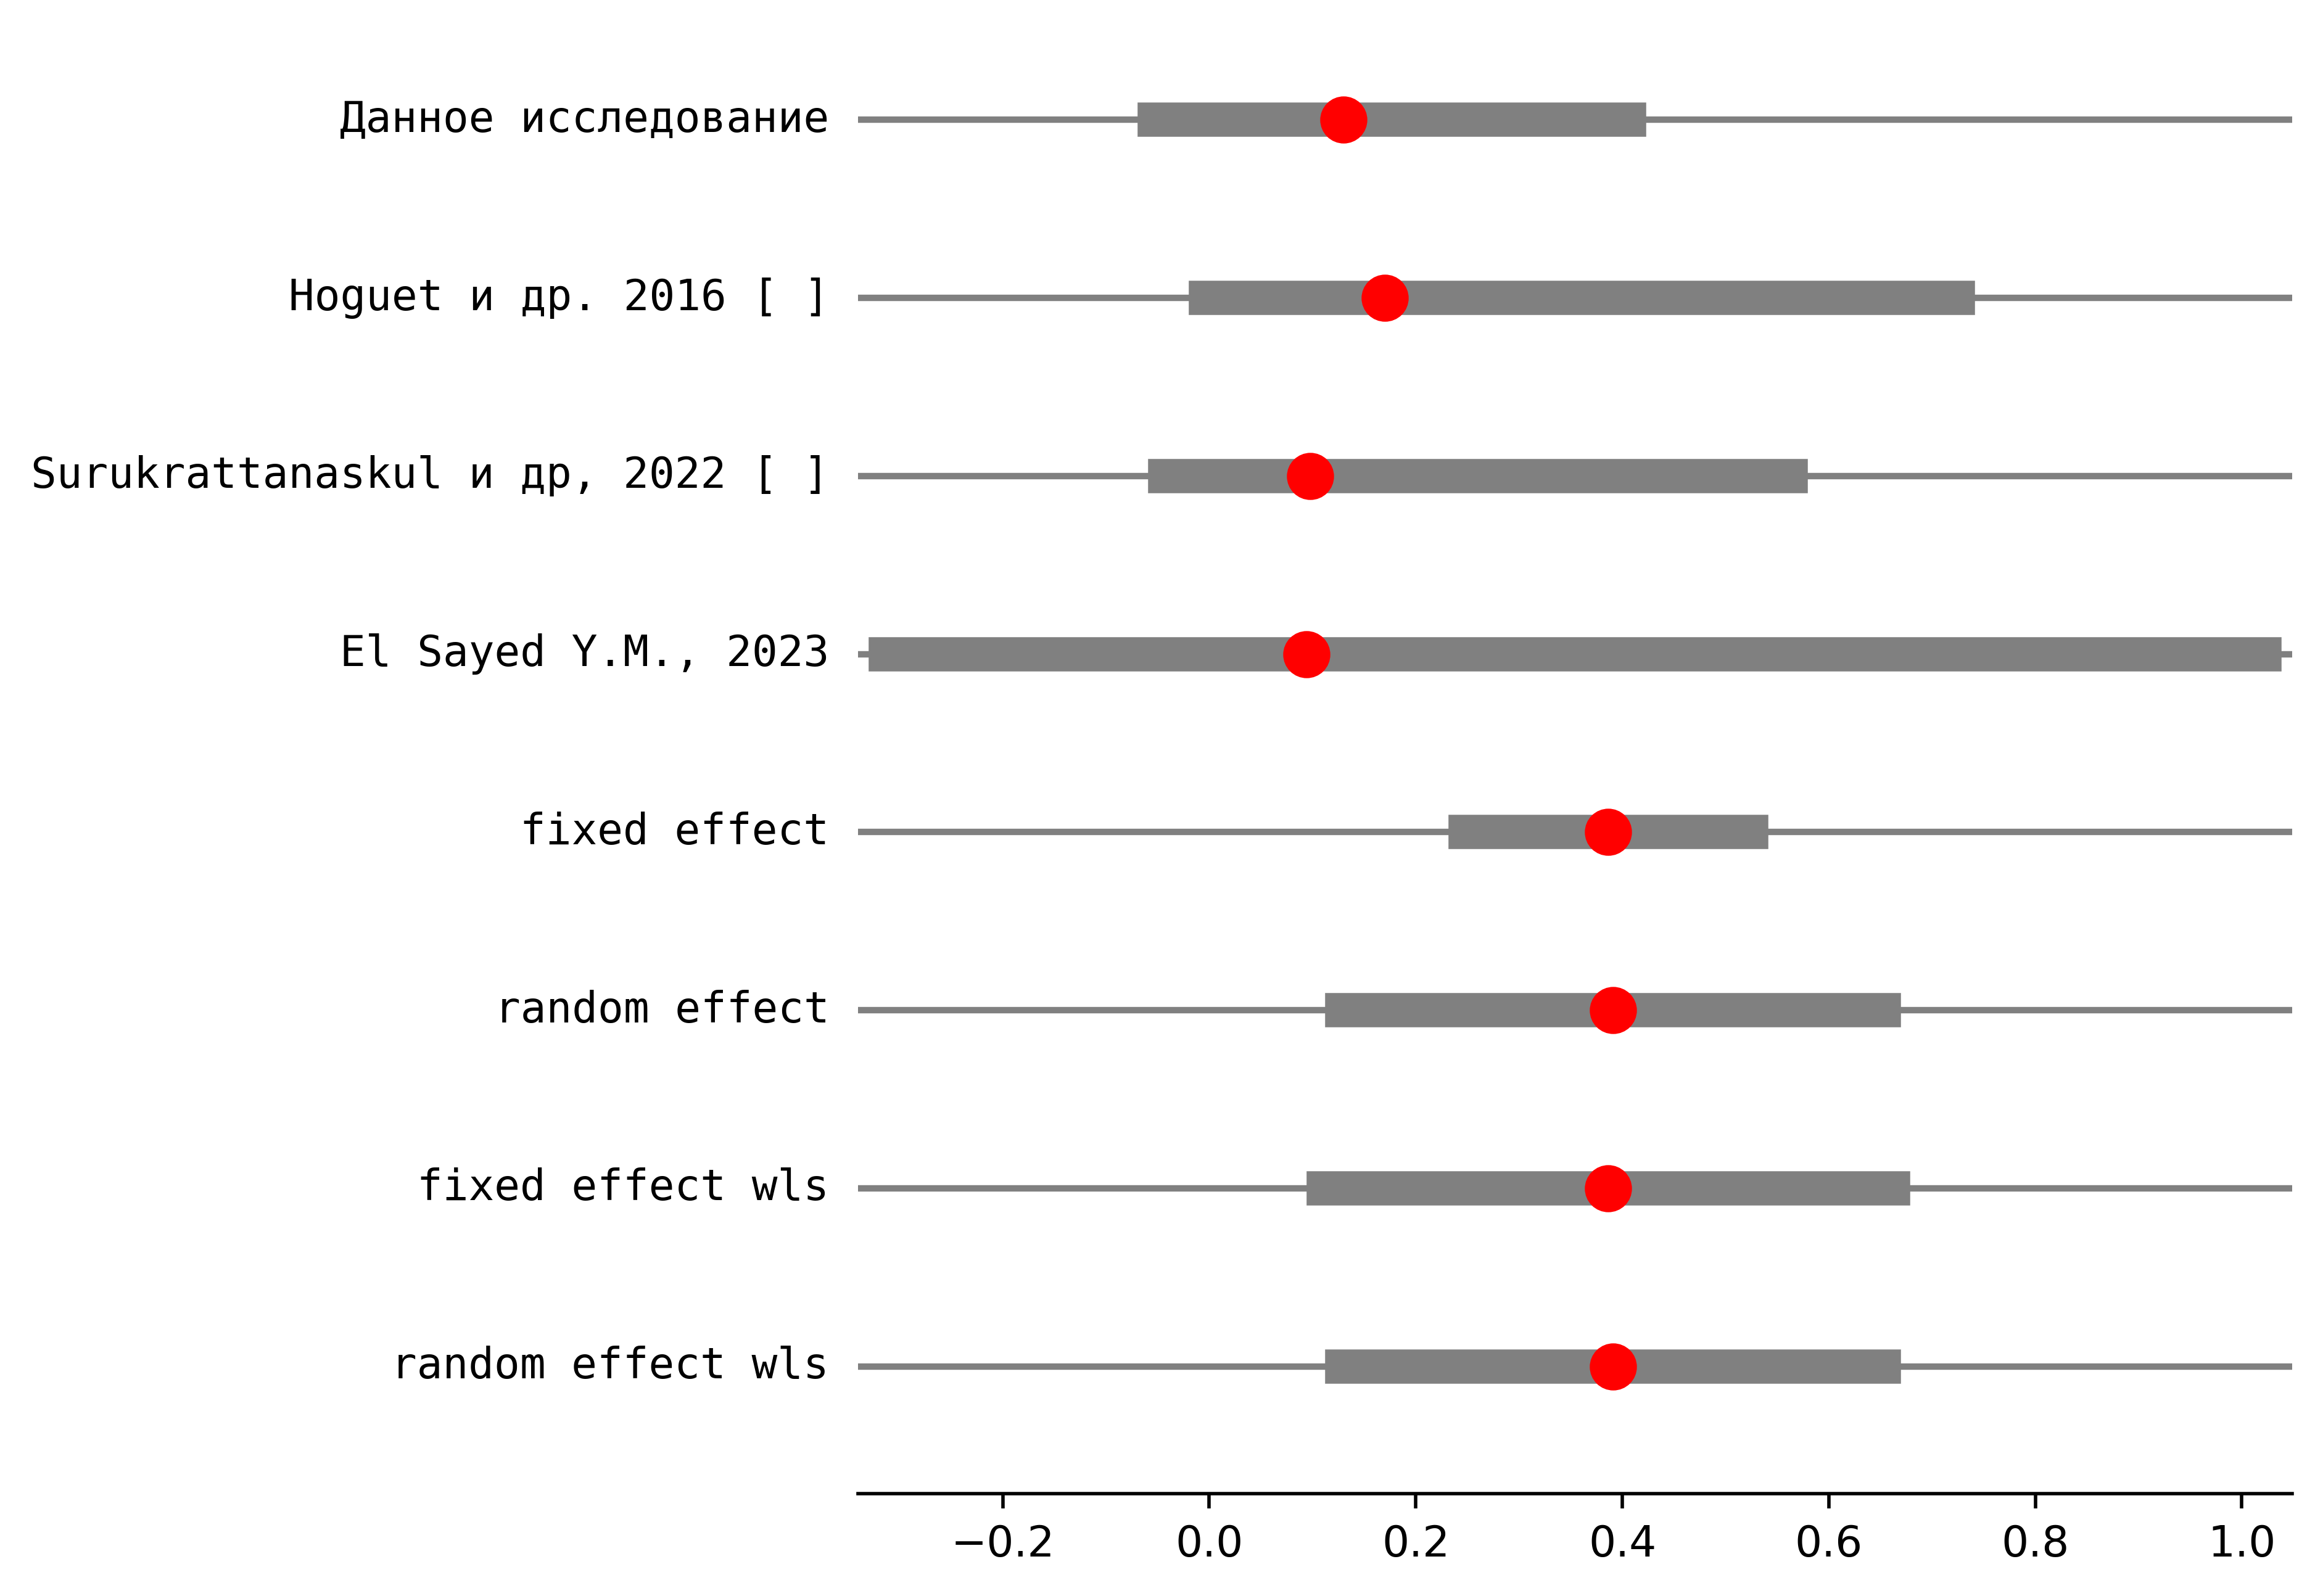 Данное исследование
Hoguet и др. 2016 [ ]
Surukrattanaskul и др, 2022 [ ]
El Sayed Y.M., 2023
fixed effect
random effect
fixed effect wls
random effect wls
−0.2 0.0 0.2 0.4 0.6 0.8 1.0